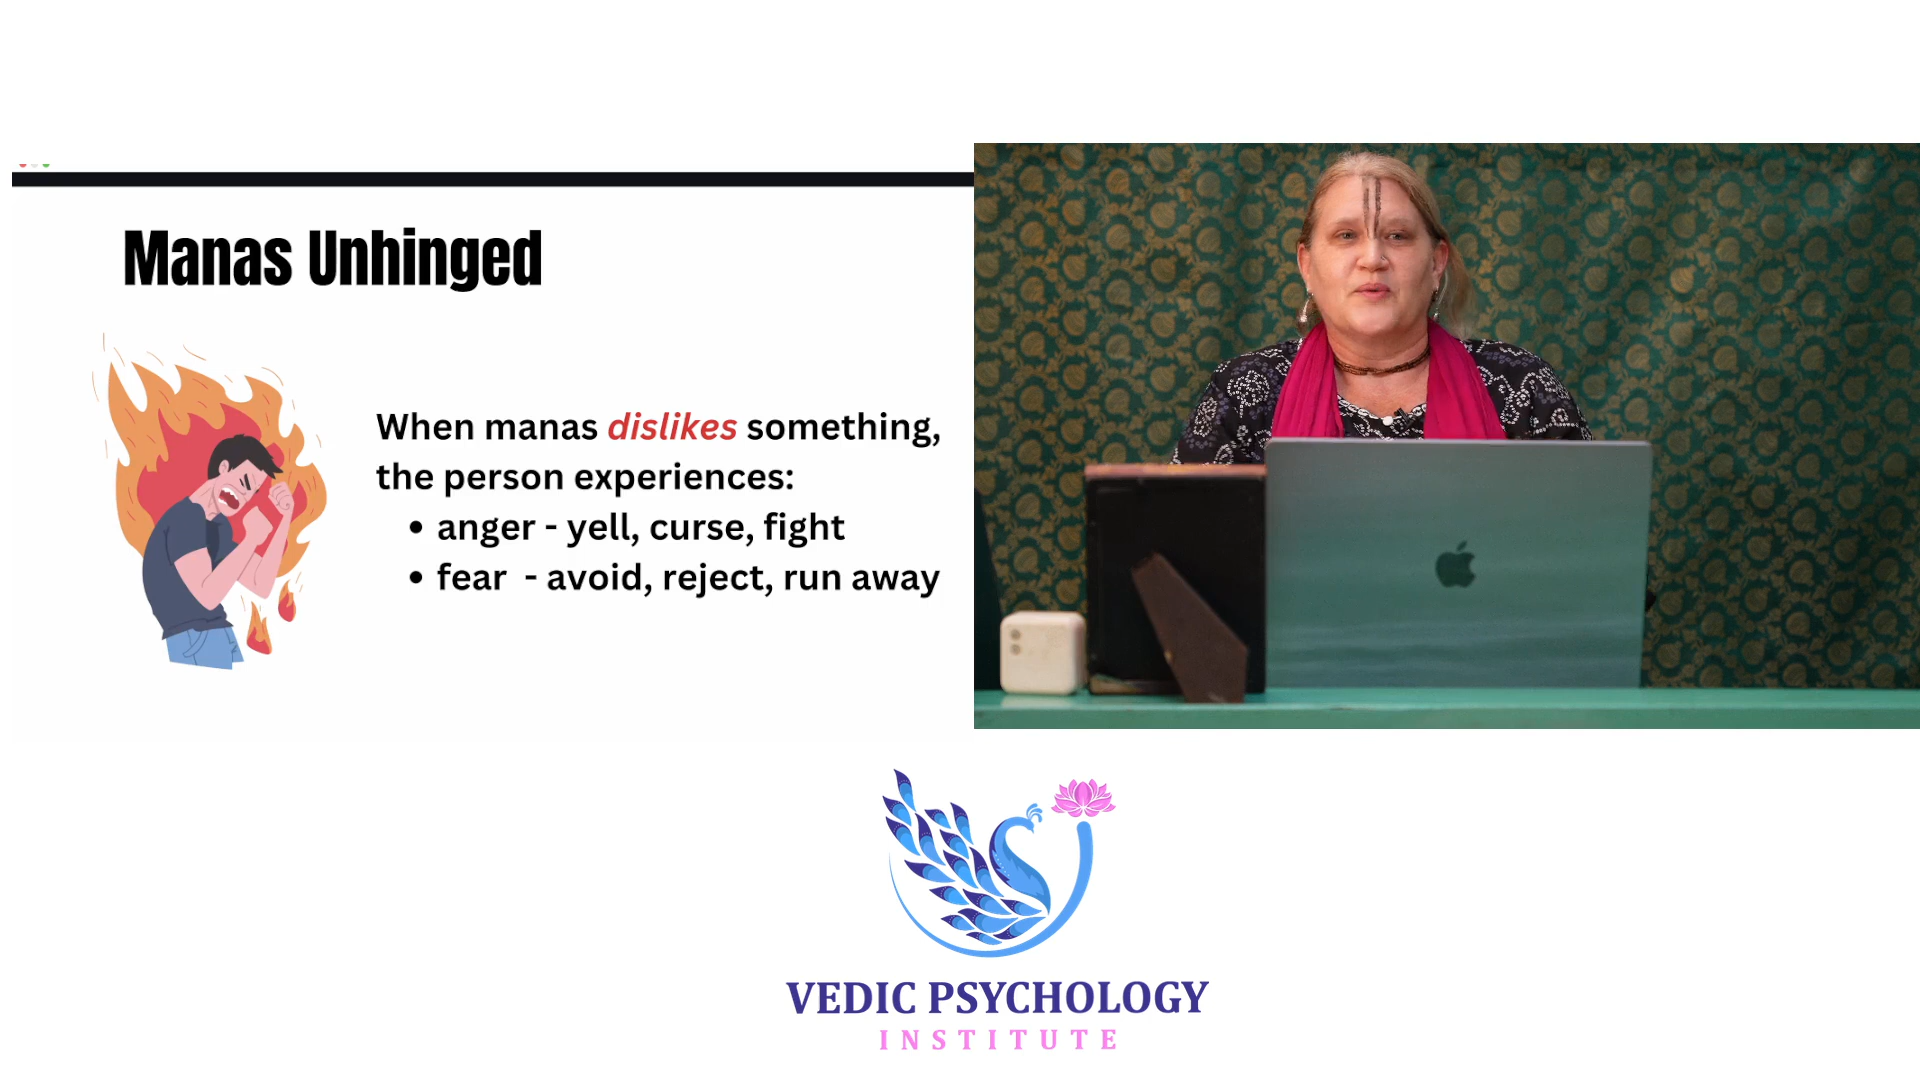 Manas Unhinged
When manas dislikes something,
the person experiences:
• anger - yell, curse, fight
• fear - avoid, reject, run away
VEDIC PSYCHOLOGY
INSTITUTE